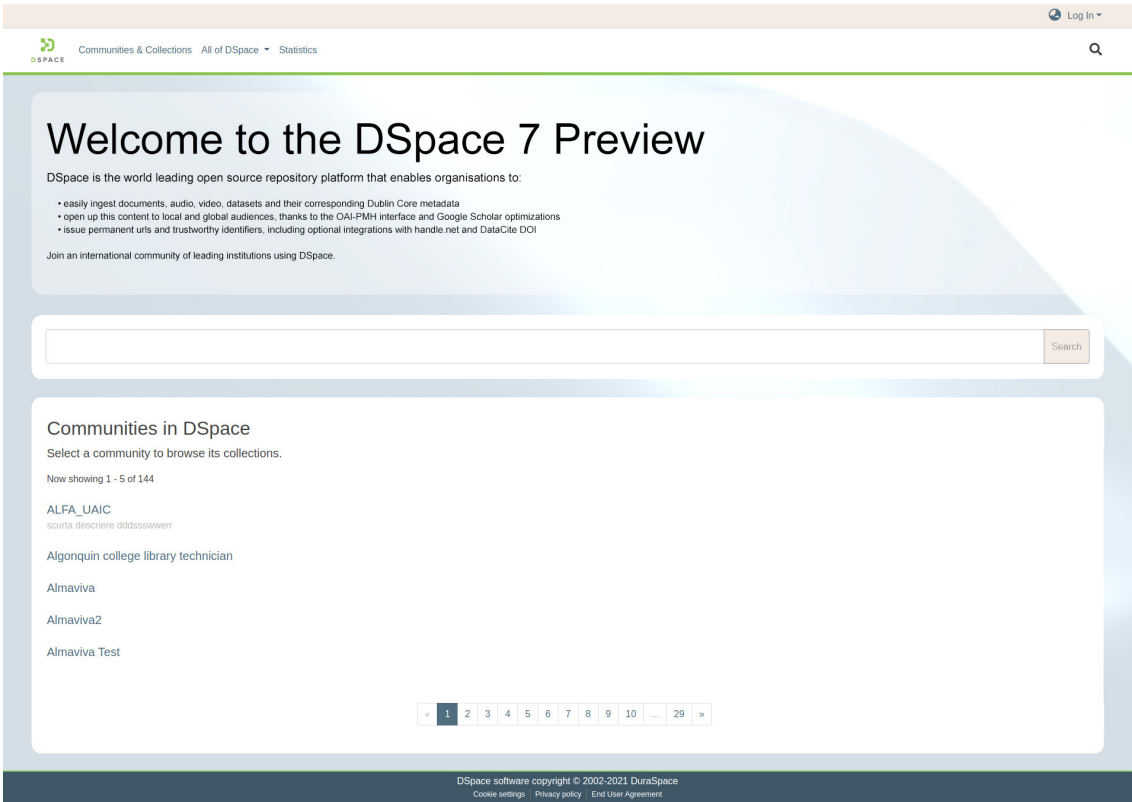 Log In
DSPACE
Communities & Collections All of DSpace Statistics
Welcome to the DSpace 7 Preview
DSpace is the world leading open source repository platform that enables organisations to:
• easily ingest documents, audio, video, datasets and their corresponding Dublin Core metadata
• open up this content to local and global audiences, thanks to the OAI-PMH interface and Google Scholar optimizations
• issue permanent urls and trustworthy identifiers, including optional integrations with handle.net and DataCite DOI
Join an international community of leading institutions using DSpace.
Search
Communities in DSpace
Select a community to browse its collections.
Now showing 1 - 5 of 144
ALFA_UAIC
scurta descriere dddssswwerr
Algonquin college library technician
Almaviva
Almaviva2
Almaviva Test
« 1 2 3 4 5 6 7 8 9 10 ... 29 »
DSpace software copyright © 2002-2021 DuraSpace
Cookie settings | Privacy policy | End User Agreement